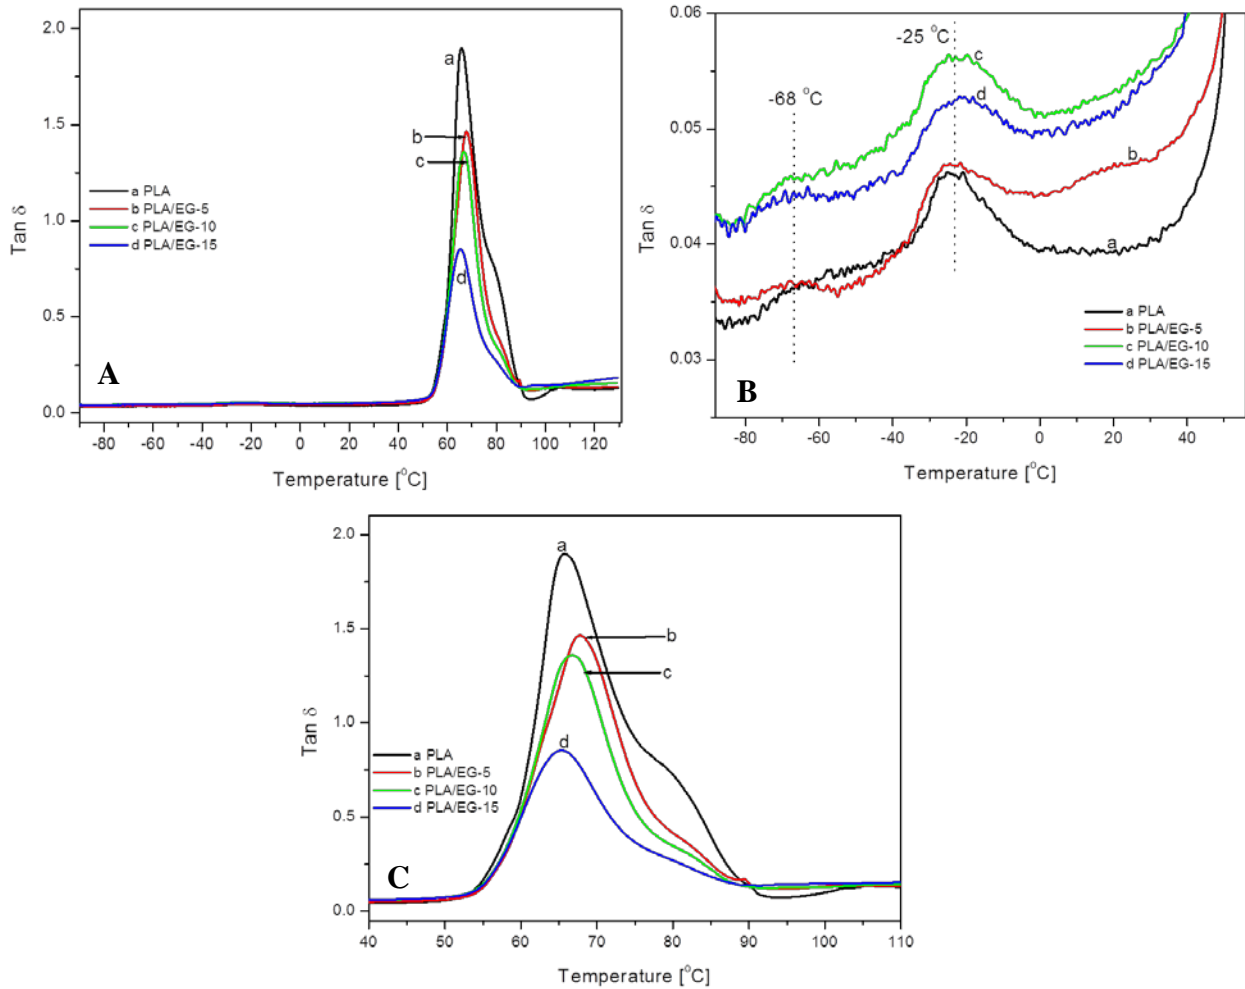 2.0
1.5
1.0
0.5
0.0
Tan δ
a
b
c
d
a PLA
b PLA/EG-5
c PLA/EG-10
d PLA/EG-15
A
-80 -60 -40 -20 0 20 40 60 80 100 120
Temperature [°C]
0.06
0.05
0.04
0.03
Tan δ
-25 °C
-68 °C
c
d
b
a
a PLA
b PLA/EG-5
c PLA/EG-10
d PLA/EG-15
B
-80 -60 -40 -20 0 20 40
Temperature [°C]
2.0
1.5
1.0
0.5
0.0
Tan δ
a
b
c
d
a PLA
b PLA/EG-5
c PLA/EG-10
d PLA/EG-15
C
40 50 60 70 80 90 100 110
Temperature [°C]